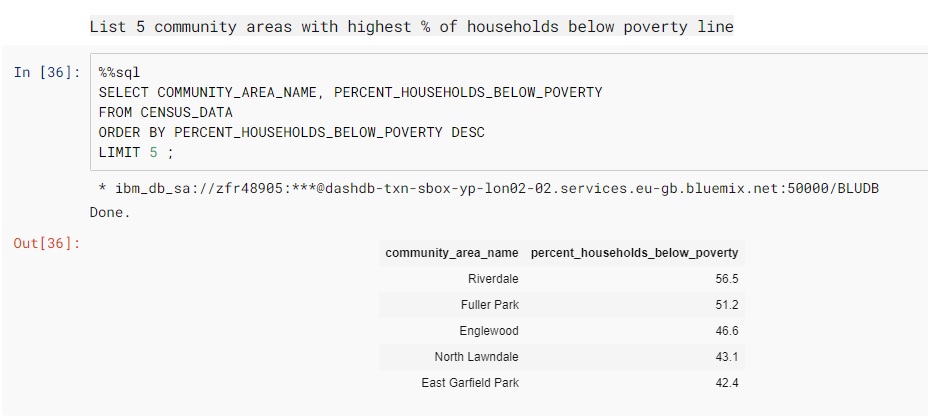 List 5 community areas with highest % of households below poverty line
In [36]: %%sql
SELECT COMMUNITY_AREA_NAME, PERCENT_HOUSEHOLDS_BELOW_POVERTY
FROM CENSUS_DATA
ORDER BY PERCENT_HOUSEHOLDS_BELOW_POVERTY DESC
LIMIT 5 ;
* ibm_db_sa://zfr48905:***@dashdb-txn-sbox-yp-lon02-02.services.eu-gb.bluemix.net:50000/BLUDB
Done.
Out[36]:
community_area_name percent_households_below_poverty
Riverdale 56.5
Fuller Park 51.2
Englewood 46.6
North Lawndale 43.1
East Garfield Park 42.4